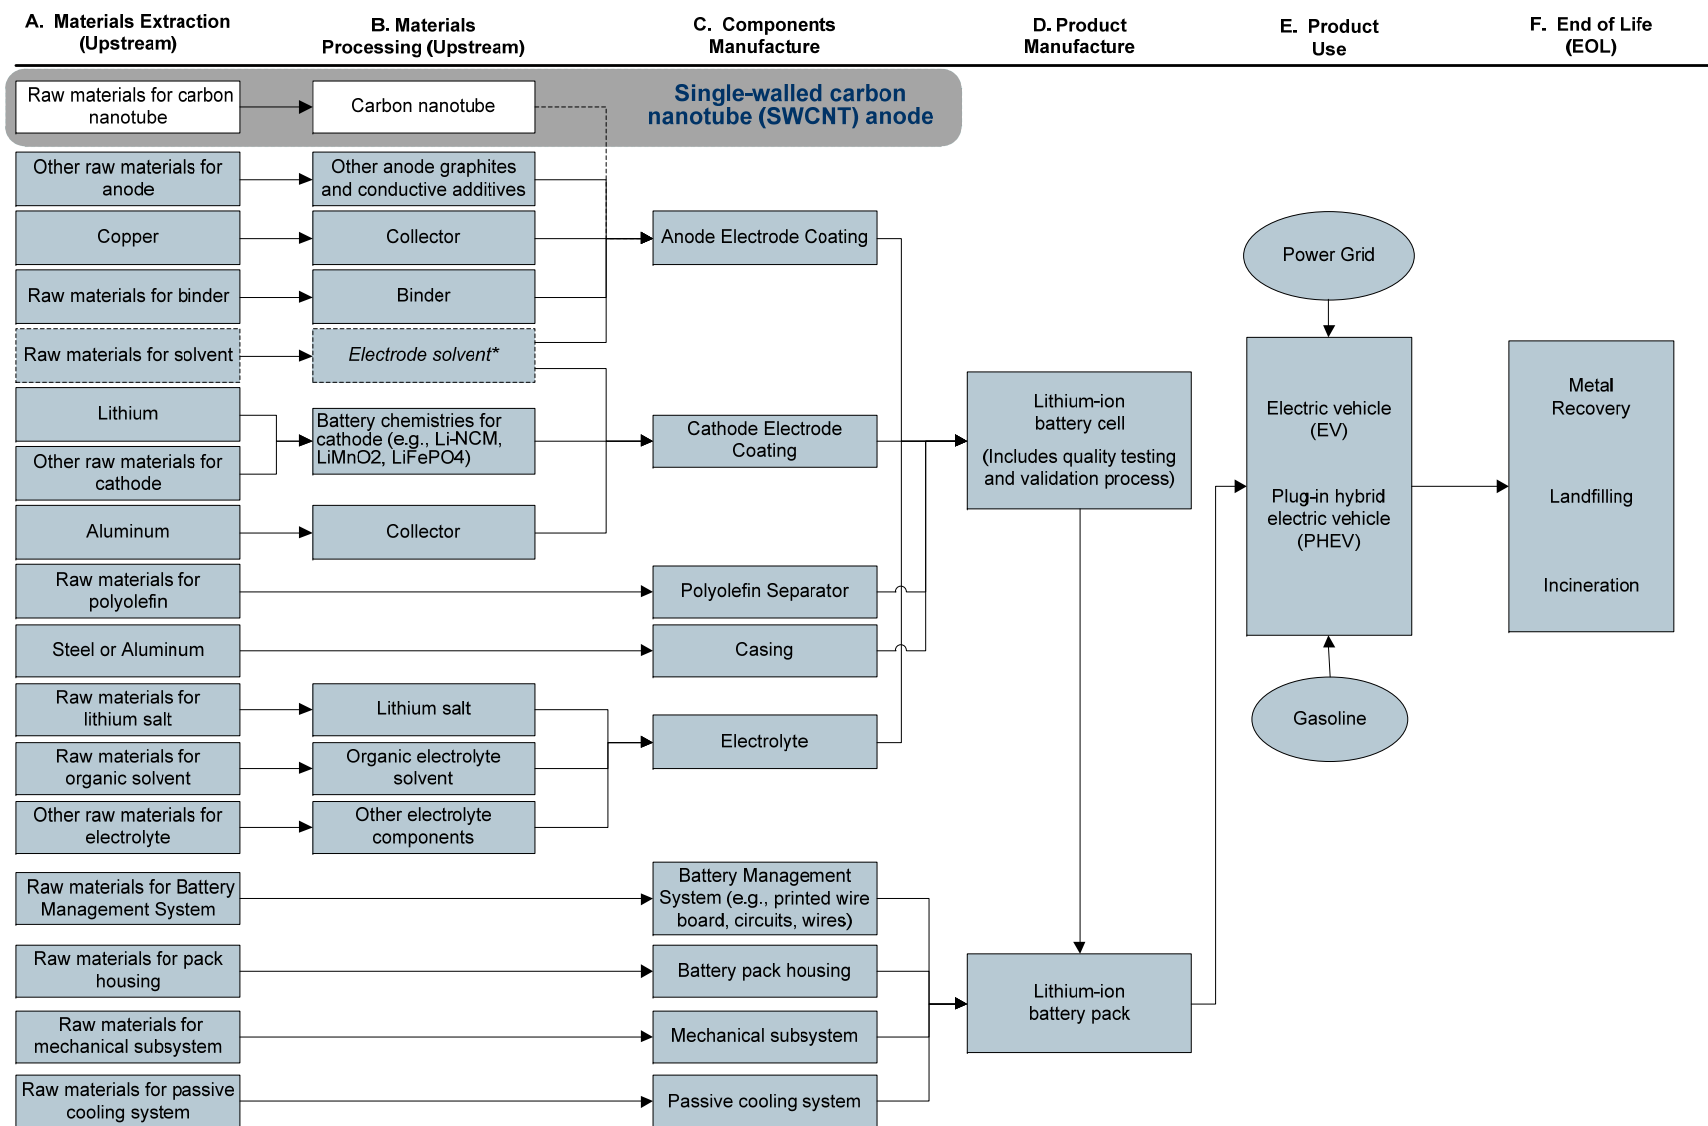 A. Materials Extraction
(Upstream)
B. Materials
Processing (Upstream)
C. Components
Manufacture
D. Product
Manufacture
E. Product
Use
F. End of Life
(EOL)
Raw materials for carbon
nanotube
Carbon nanotube
Single-walled carbon
nanotube (SWCNT) anode
Other raw materials for
anode
Other anode graphites
and conductive additives
Copper
Collector
Anode Electrode Coating
Raw materials for binder
Binder
Raw materials for solvent
Electrode solvent*
Lithium
Other raw materials for
cathode
Battery chemistries for
cathode (e.g., Li-NCM,
LiMnO2, LiFePO4)
Cathode Electrode
Coating
Aluminum
Collector
Raw materials for
polyolefin
Polyolefin Separator
Steel or Aluminum
Casing
Raw materials for
lithium salt
Lithium salt
Raw materials for
organic solvent
Organic electrolyte
solvent
Electrolyte
Other raw materials for
electrolyte
Other electrolyte
components
Raw materials for Battery
Management System
Battery Management
System (e.g., printed wire
board, circuits, wires)
Raw materials for pack
housing
Battery pack housing
Raw materials for
mechanical subsystem
Mechanical subsystem
Raw materials for passive
cooling system
Passive cooling system
Lithium-ion
battery cell
(Includes quality testing
and validation process)
Lithium-ion
battery pack
Power Grid
Electric vehicle
(EV)
Plug-in hybrid
electric vehicle
(PHEV)
Gasoline
Metal
Recovery
Landfilling
Incineration